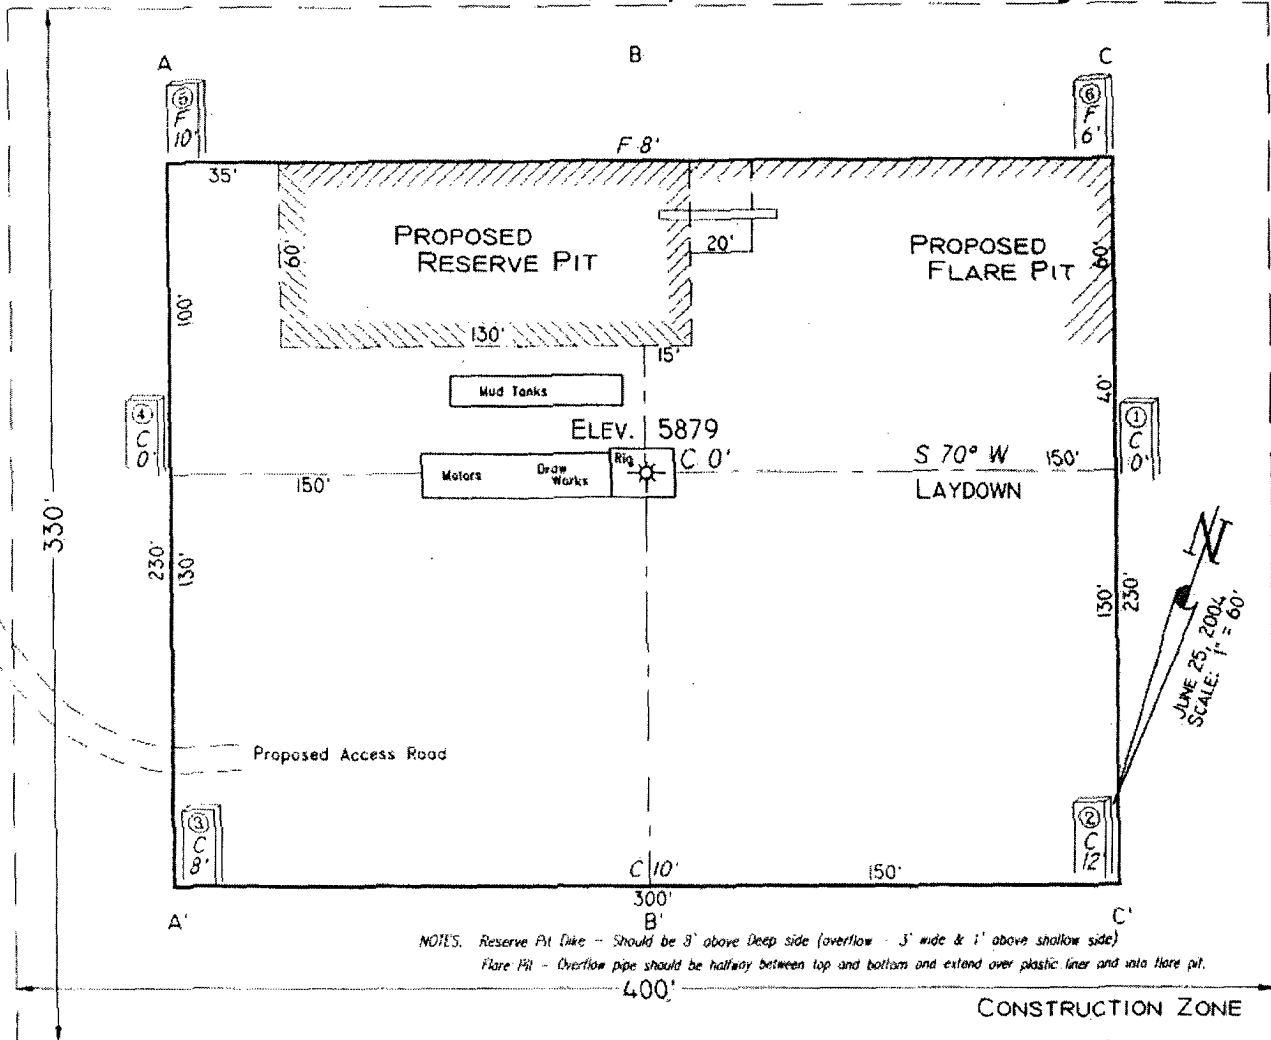 A
B
C
⑤
F
10'
⑥
F
6'
F 8'
35'
PROPOSED
RESERVE PIT
60'
20'
PROPOSED
FLARE PIT
60'
100'
130'
15'
40'
Mud Tanks
④
C
0'
①
C
0'
ELEV. 5879
Rig
C 0'
S 70° W
150'
LAYDOWN
Motors
Draw
Works
150'
330'
230'
130'
130'
230'
N
JUNE 25, 2004
SCALE: 1" = 60'
Proposed Access Road
③
C
8'
②
C
12'
C 10'
150'
300'
A'
B'
C'
NOTES. Reserve Pit Dike - Should be 8' above Deep side (overflow - 3' wide & 1' above shallow side)
Flare Pit - Overflow pipe should be halfway between top and bottom and extend over plastic liner and into flare pit.
400'
CONSTRUCTION ZONE